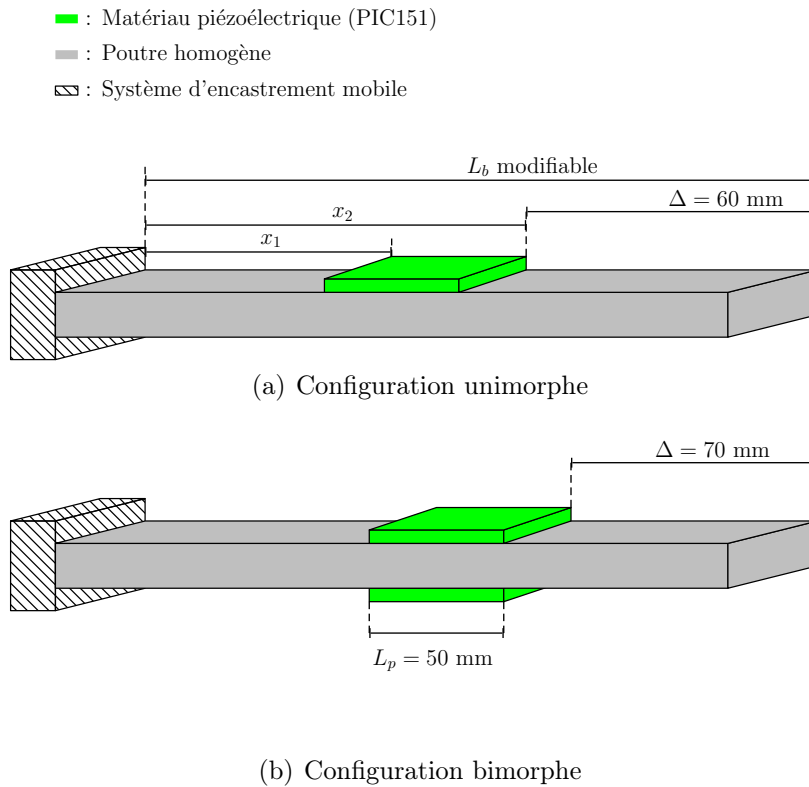 : Matériau piézoélectrique (PIC151)
: Poutre homogène
: Système d'encastrement mobile
L_b modifiable
Δ = 60 mm
x_2
x_1
(a) Configuration unimorphe
Δ = 70 mm
L_p = 50 mm
(b) Configuration bimorphe